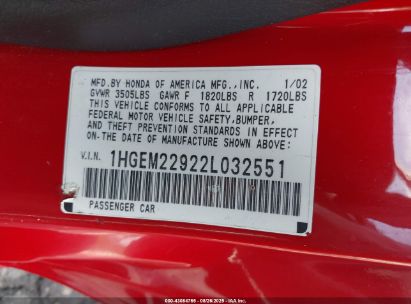 MFD.BY HONDA OF AMERICA MFG.,INC. 1/02
GVWR 3505LBS GAWR F 1820LBS R 1720LBS
THIS VEHICLE CONFORMS TO ALL APPLICABLE
FEDERAL MOTOR VEHICLE SAFETY,BUMPER,
AND THEFT PREVENTION STANDARDS IN EFFECT
ON THE DATE OF MANUFACTURE SHOWN ABOVE.
V.I.N. 1HGEM22922L032551
PASSENGER CAR